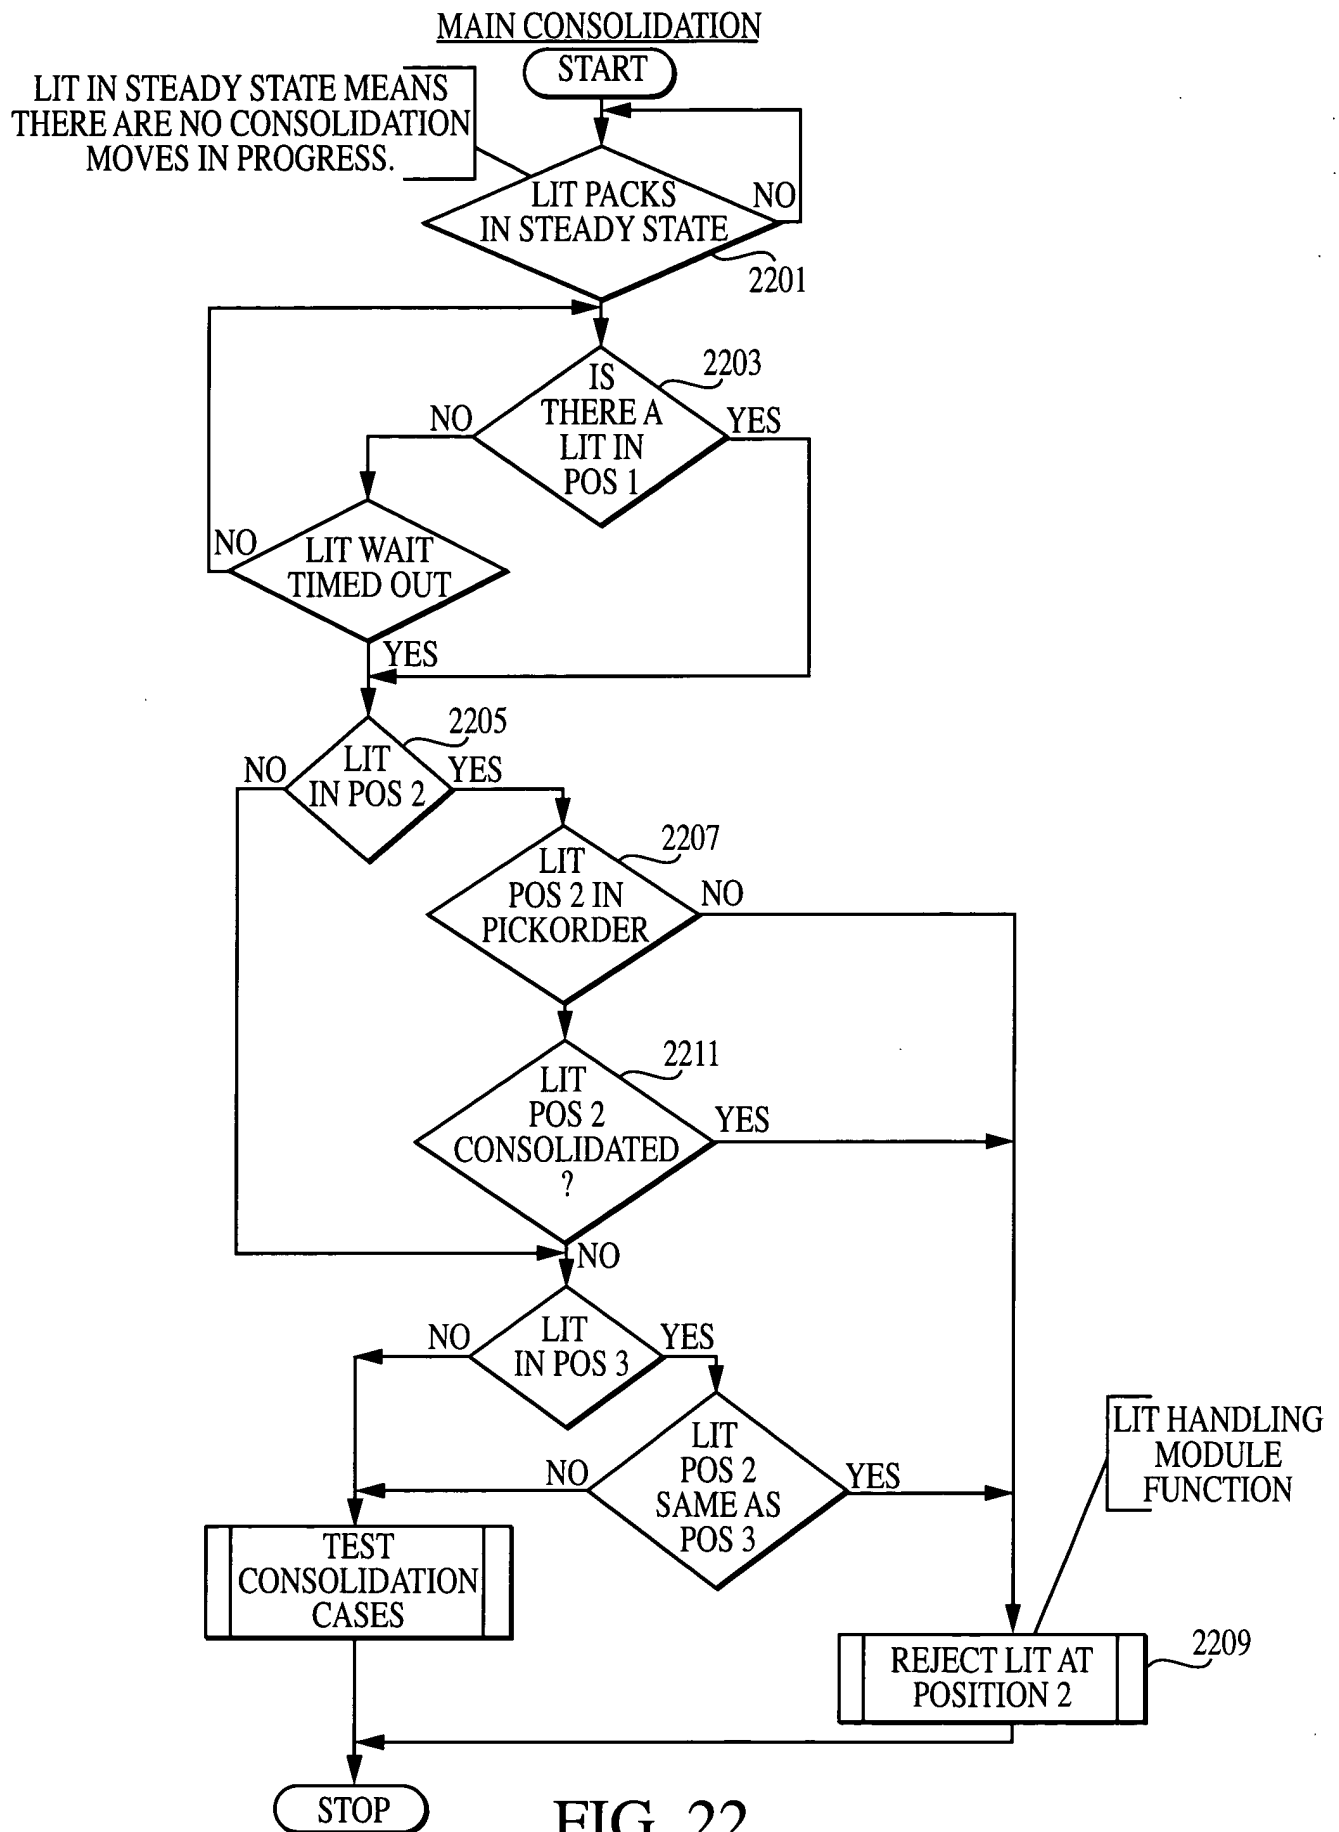 MAIN CONSOLIDATION
START
LIT IN STEADY STATE MEANS
THERE ARE NO CONSOLIDATION
MOVES IN PROGRESS.
LIT PACKS
IN STEADY STATE
NO
2201
2203
IS
THERE A
LIT IN
POS 1
NO
YES
LIT WAIT
TIMED OUT
NO
YES
2205
LIT
IN POS 2
NO
YES
2207
LIT
POS 2 IN
PICKORDER
NO
2211
LIT
POS 2
CONSOLIDATED
?
YES
NO
LIT
IN POS 3
NO
YES
LIT
POS 2
SAME AS
POS 3
NO
YES
LIT HANDLING
MODULE
FUNCTION
TEST
CONSOLIDATION
CASES
REJECT LIT AT
POSITION 2
2209
STOP
FIG. 22